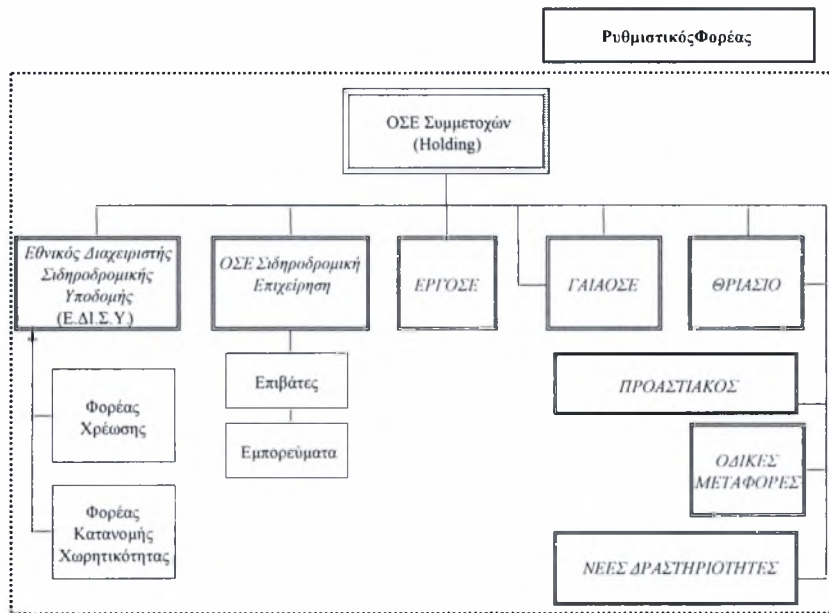 ΡυθμιστικόςΦορέας
ΟΣΕ Συμμετοχών
(Holding)
Εθνικός Διαχειριστής
Σιδηροδρομικής
Υποδομής
(Ε.ΔΙ.Σ.Υ.)
ΟΣΕ Σιδηροδρομική
Επιχείρηση
ΕΡΓΟΣΕ
ΓΑΙΑΟΣΕ
ΘΡΙΑΣΙΟ
Επιβάτες
Εμπορεύματα
Φορέας
Χρέωσης
Φορέας
Κατανομής
Χωρητικότητας
ΠΡΟΑΣΤΙΑΚΟΣ
ΟΔΙΚΕΣ
ΜΕΤΑΦΟΡΕΣ
ΝΕΕΣ ΔΡΑΣΤΗΡΙΟΤΗΤΕΣ